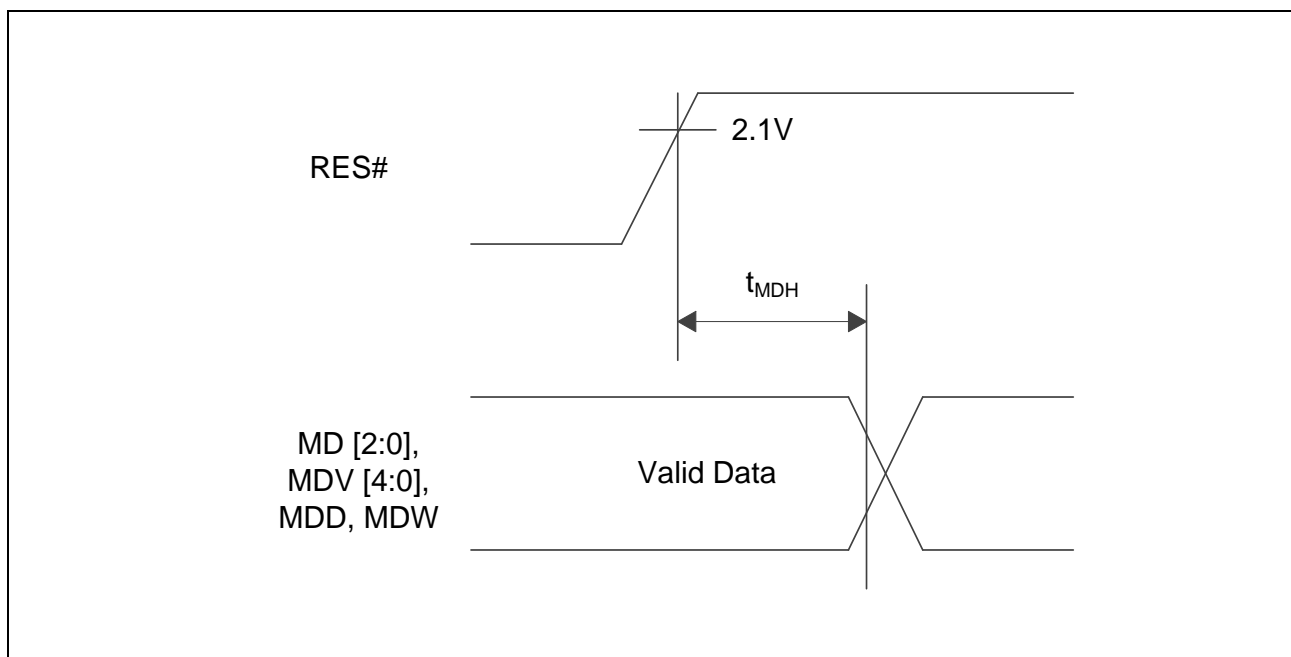 2.1V
RES#
tMDH
MD [2:0],
MDV [4:0],
MDD, MDW
Valid Data